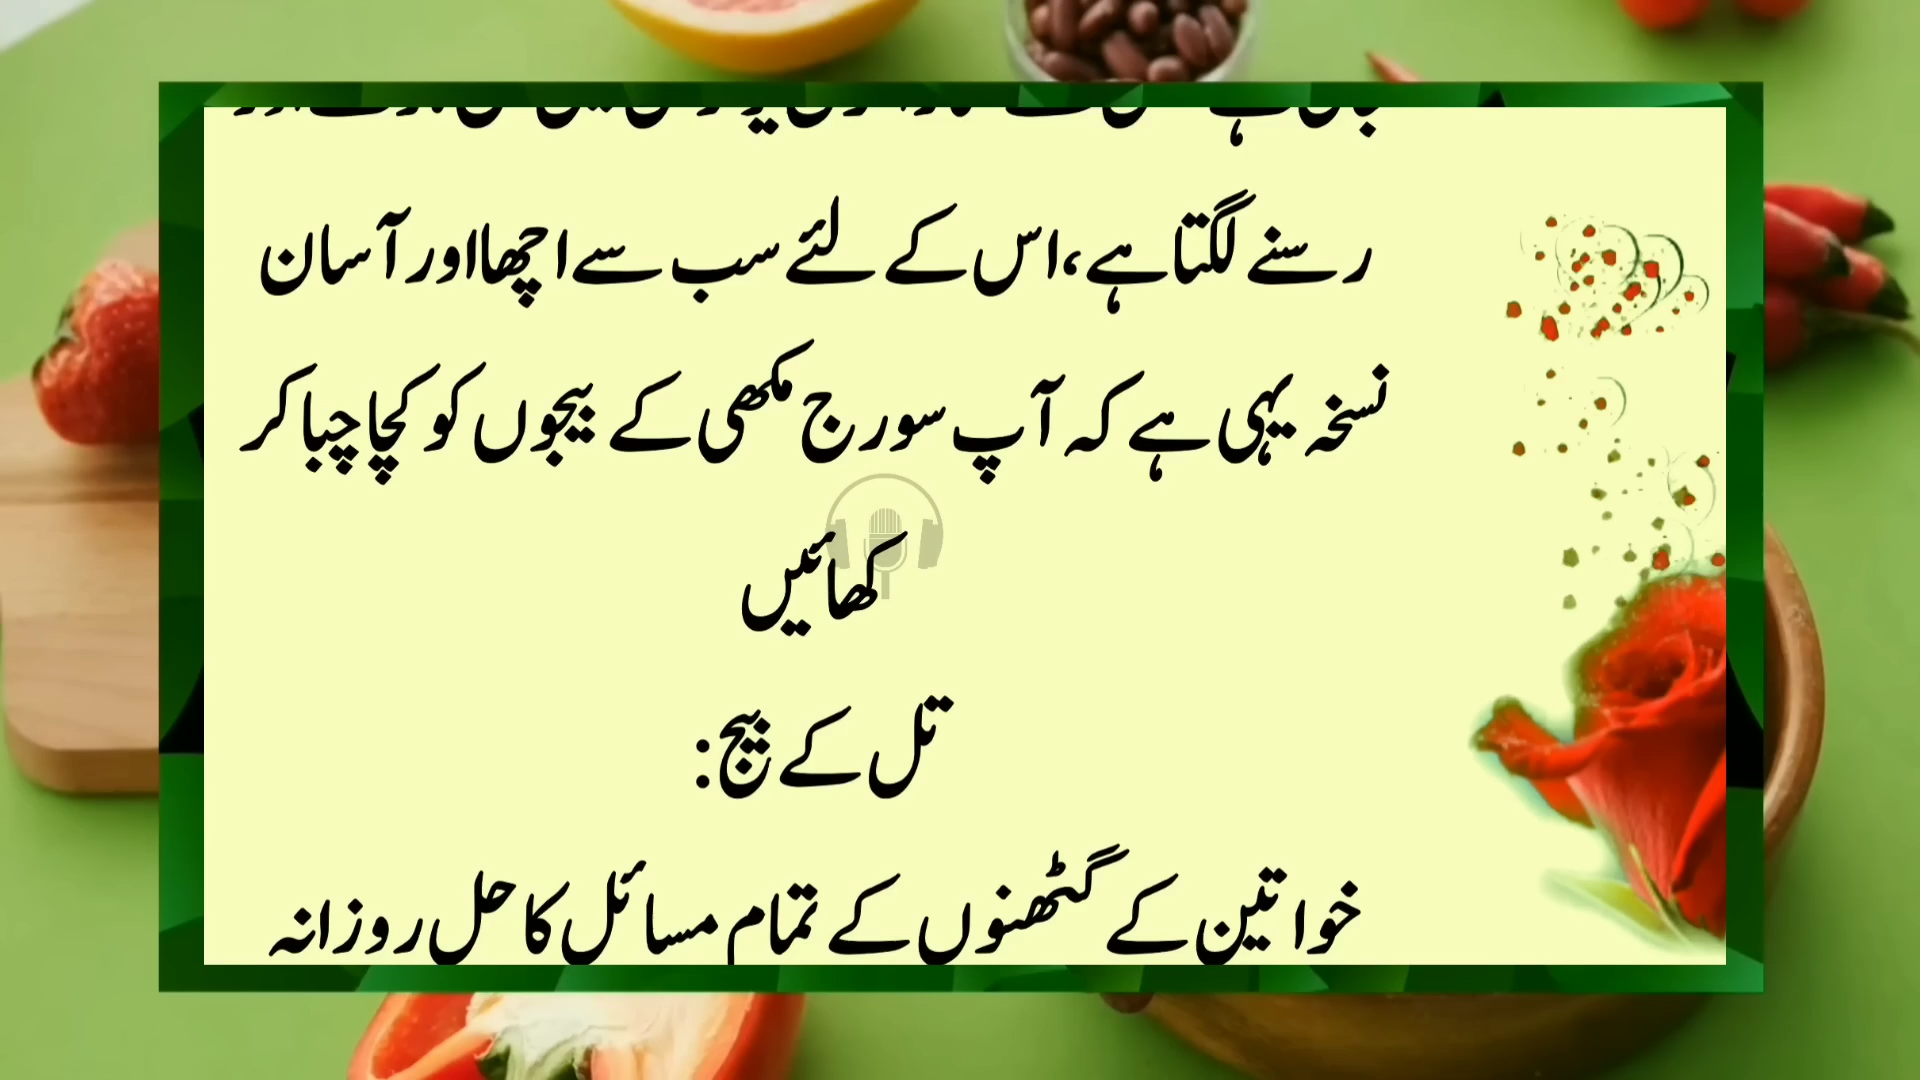 رسنے لگتا ہے، اس کے لئے سب سے اچھا اور آسان
نسخہ یہی ہے کہ آپ سورج مکھی کے بیجوں کو کچا چبا کر
کھائیں
تل کے بیج:
خواتین کے گٹھنوں کے تمام مسائل کا حل روزانہ